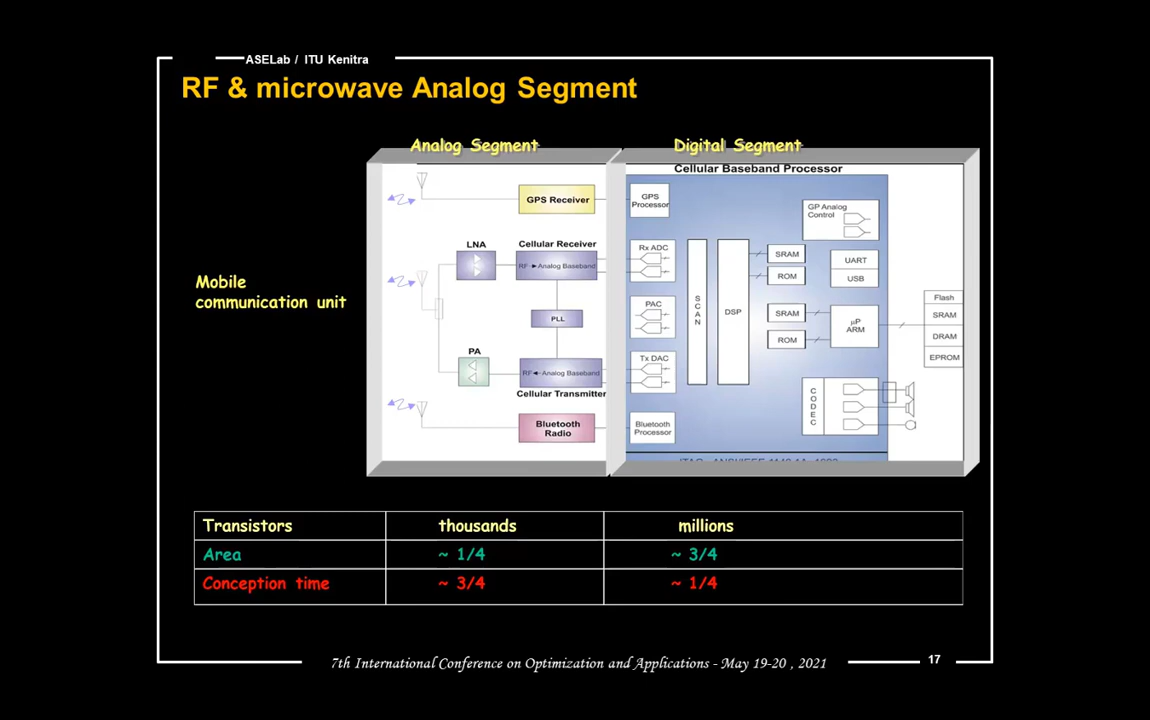 ASELab / ITU Kenitra
RF & microwave Analog Segment
Analog Segment
Digital Segment
Cellular Baseband Processor
GPS Receiver
GPS
Processor
GP Analog
Control
LNA
Cellular Receiver
RF Analog Baseband
Rx ADC
SRAM
ROM
UART
USB
Mobile
communication unit
PLL
PAC
SCAN
DSP
SRAM
ROM
µP
ARM
Flash
SRAM
DRAM
EPROM
PA
RF Analog Baseband
Cellular Transmitter
Tx DAC
CODEC
Bluetooth
Radio
Bluetooth
Processor
Transistors thousands millions
Area ~ 1/4 ~ 3/4
Conception time ~ 3/4 ~ 1/4
7th International Conference on Optimization and Applications - May 19-20 , 2021
17